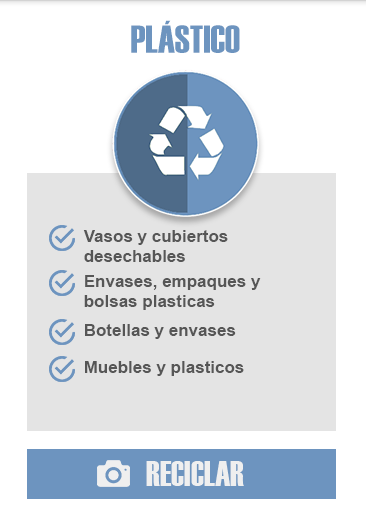 PLÁSTICO
Vasos y cubiertos
desechables
Envases, empaques y
bolsas plasticas
Botellas y envases
Muebles y plasticos
RECICLAR